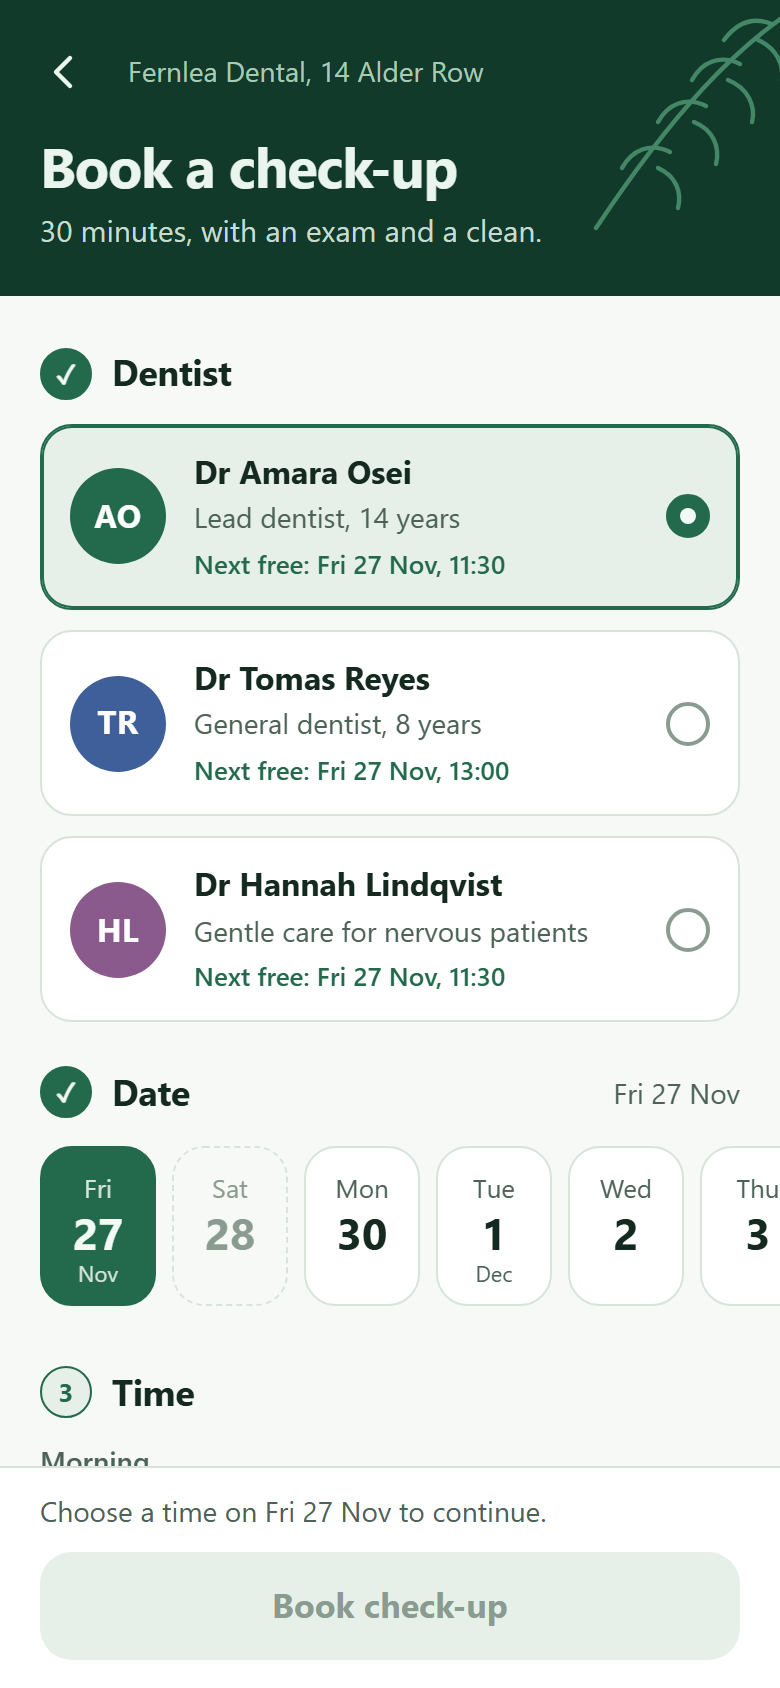 Fernlea Dental, 14 Alder Row
Book a check-up
30 minutes, with an exam and a clean.
Dentist
AO
Dr Amara Osei
Lead dentist, 14 years
Next free: Fri 27 Nov, 11:30
TR
Dr Tomas Reyes
General dentist, 8 years
Next free: Fri 27 Nov, 13:00
HL
Dr Hannah Lindqvist
Gentle care for nervous patients
Next free: Fri 27 Nov, 11:30
Date
Fri 27 Nov
Fri
27
Nov
Sat
28
Mon
30
Tue
1
Dec
Wed
2
Thu
3
3
Time
Morning
Choose a time on Fri 27 Nov to continue.
Book check-up